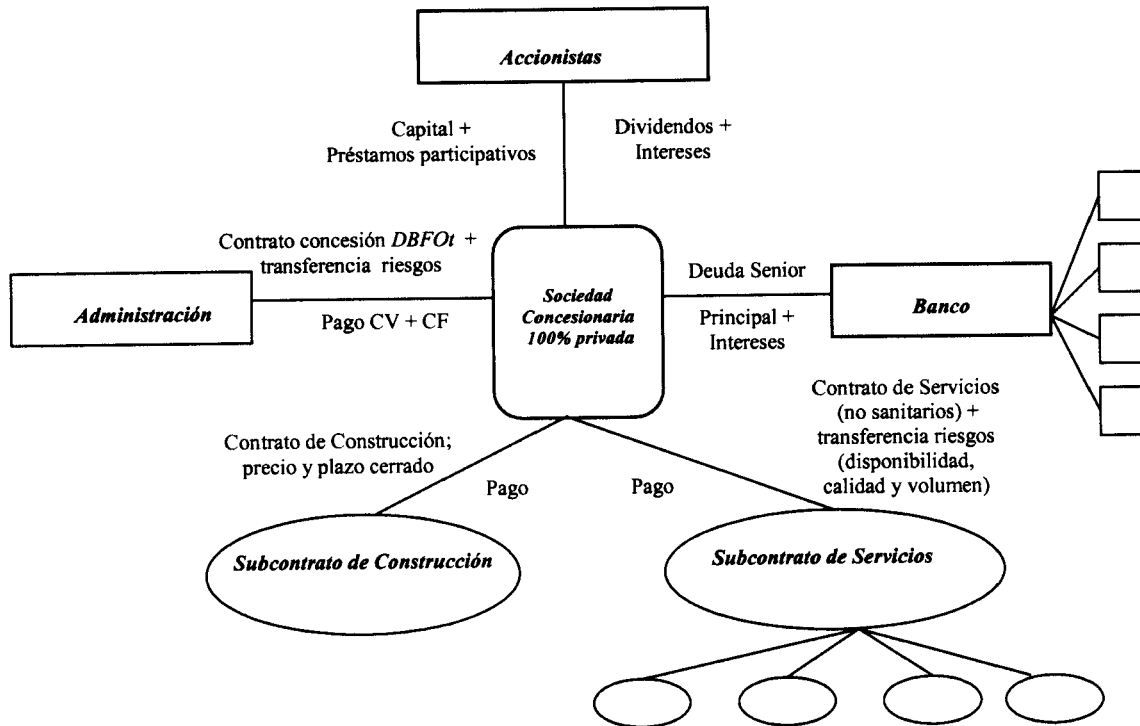 Accionistas
Capital +
Préstamos participativos
Dividendos +
Intereses
Contrato concesión DBFOt +
transferencia riesgos
Administración
Pago CV + CF
Sociedad
Concesionaria
100% privada
Deuda Senior
Principal +
Intereses
Banco
Contrato de Construcción;
precio y plazo cerrado
Pago
Pago
Contrato de Servicios
(no sanitarios) +
transferencia riesgos
(disponibilidad,
calidad y volumen)
Subcontrato de Construcción
Subcontrato de Servicios